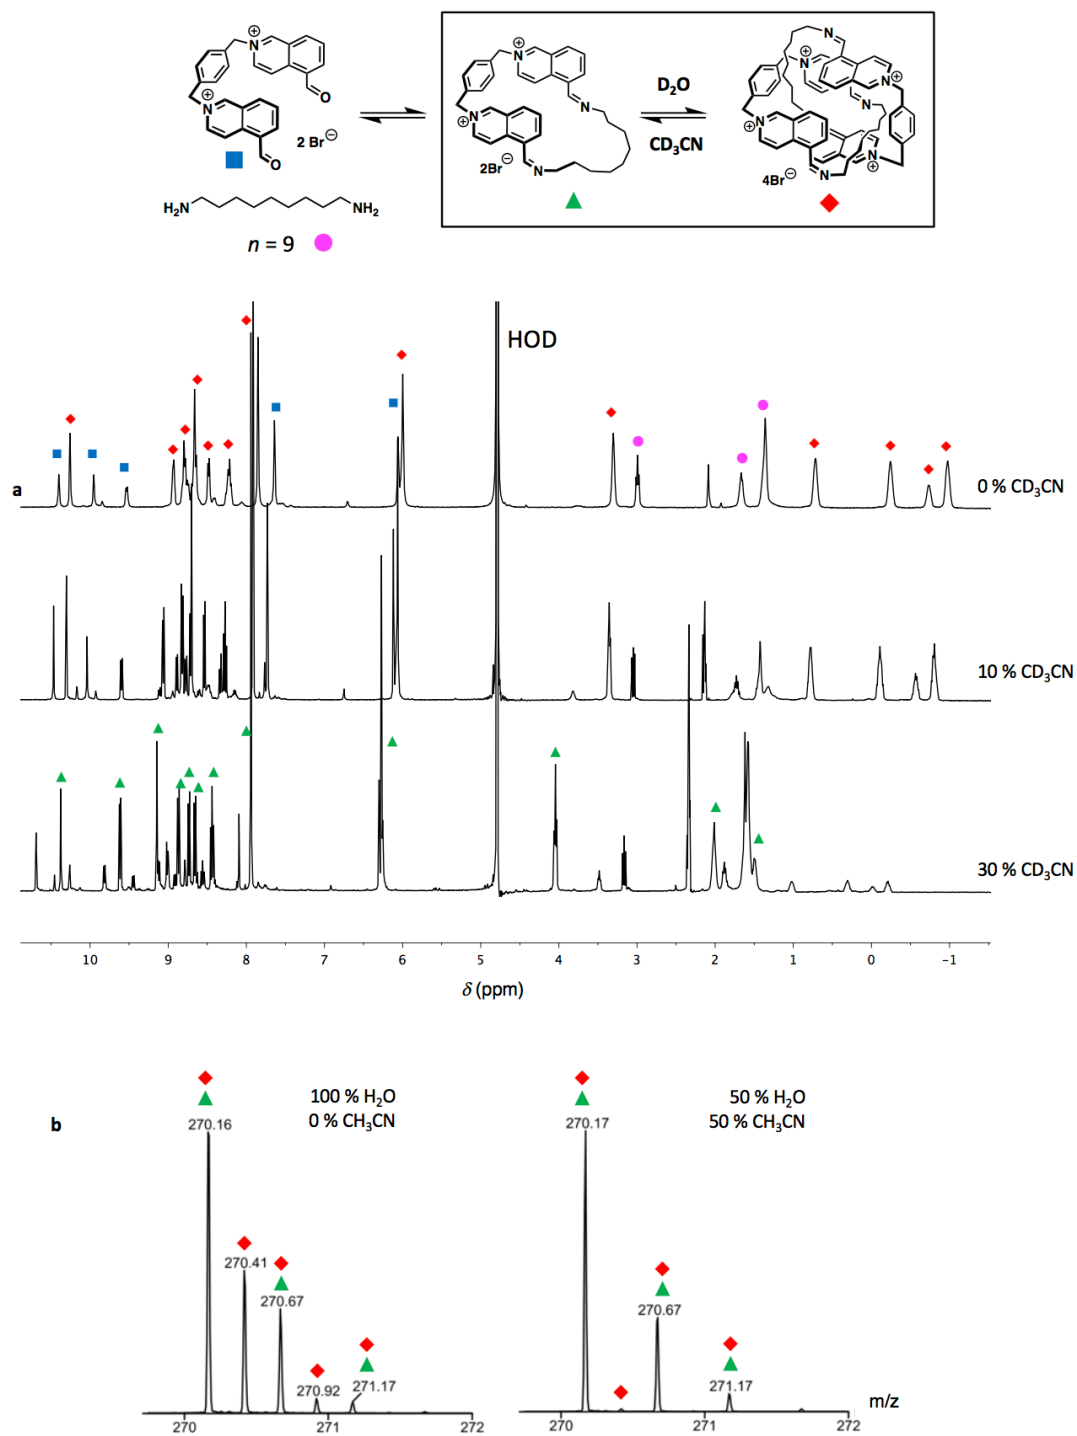 N
⊕
O
N
⊕
O
2 Br⊖
H₂N
NH₂
n = 9
N
⊕
N
N
⊕
N
2Br⊖
D₂O
CD₃CN
N
N
⊕
N
⊕
N
N
⊕
N
⊕
N
4Br⊖
HOD
a
0 % CD₃CN
10 % CD₃CN
30 % CD₃CN
10 9 8 7 6 5 4 3 2 1 0 −1
δ (ppm)
b
100 % H₂O
0 % CH₃CN
270.16
270.41
270.67
270.92
271.17
270 271 272
50 % H₂O
50 % CH₃CN
270.17
270.67
271.17
270 271 272
m/z